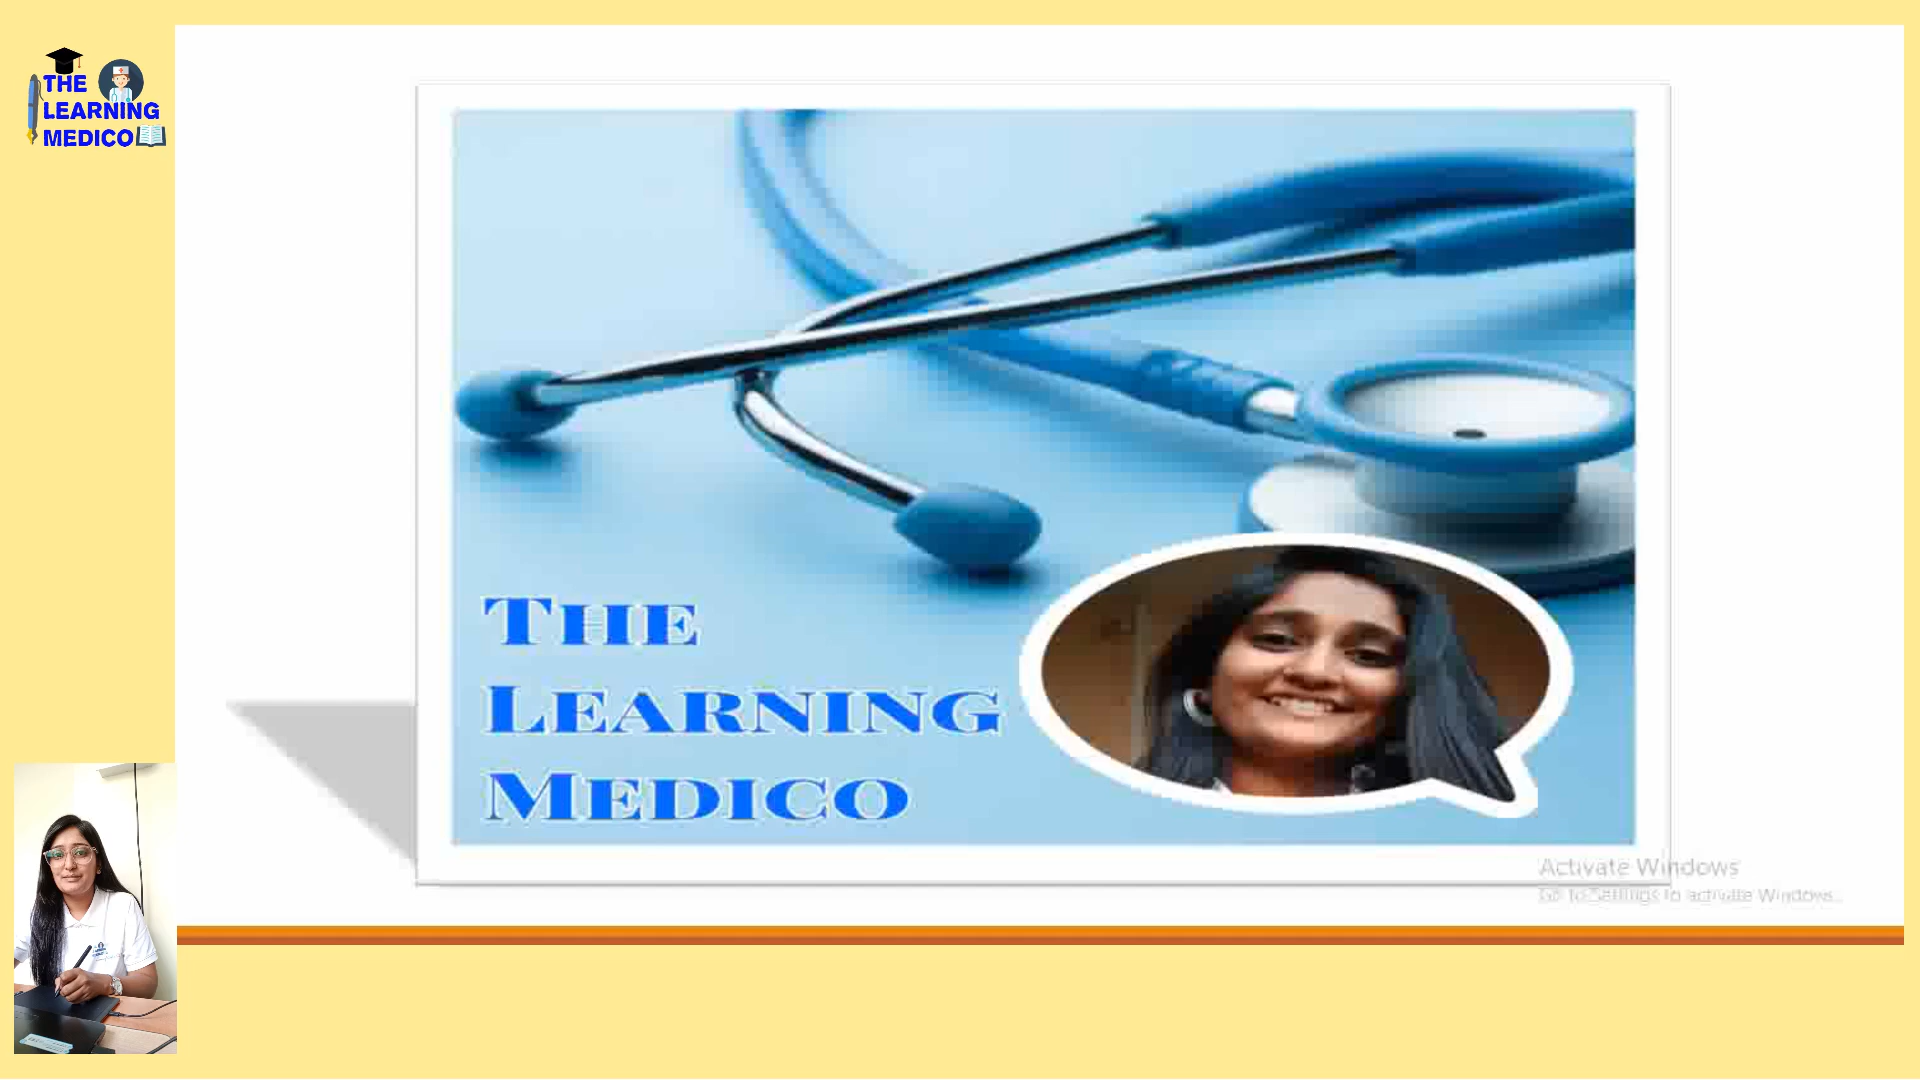 THE
LEARNING
MEDICO
THE
LEARNING
MEDICO
Activate Windows
Go to Settings to activate Windows.